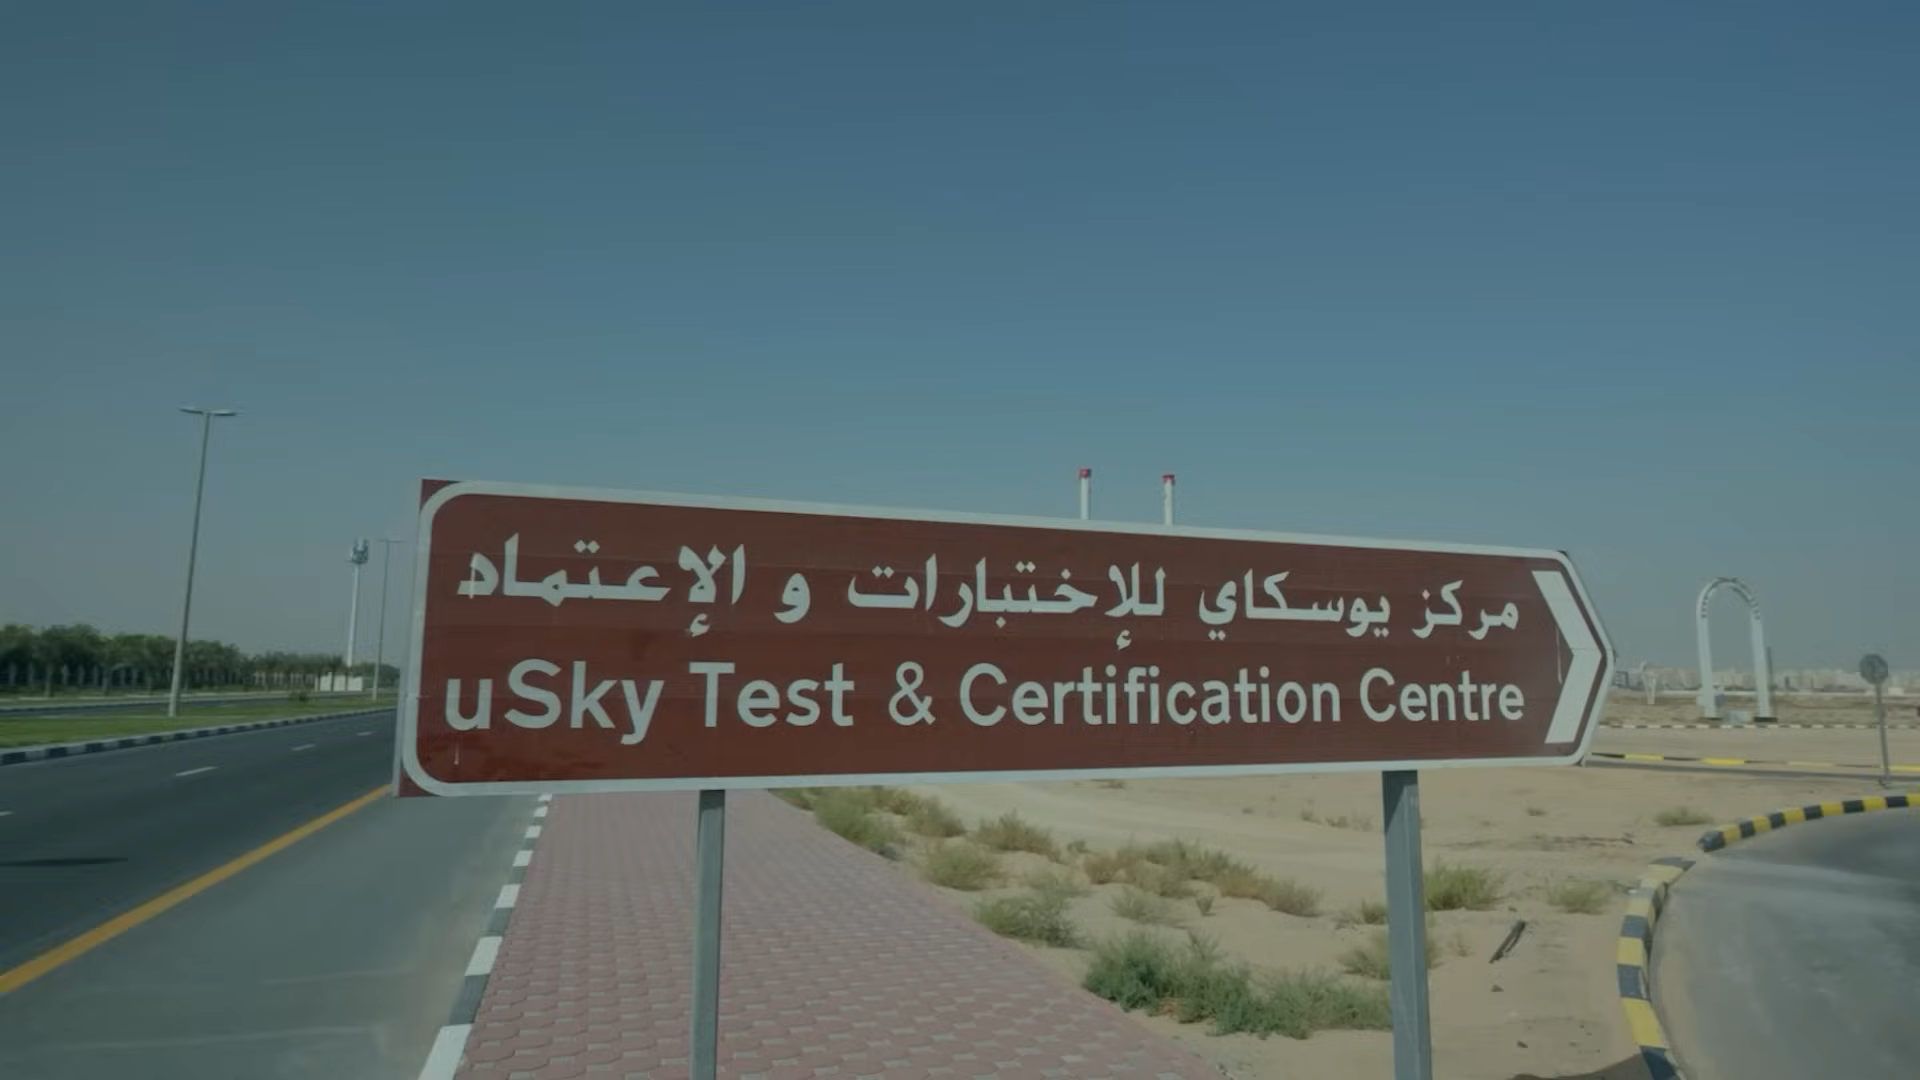 مركز يوسكاي للإختبارات و الإعتماد
uSky Test & Certification Centre